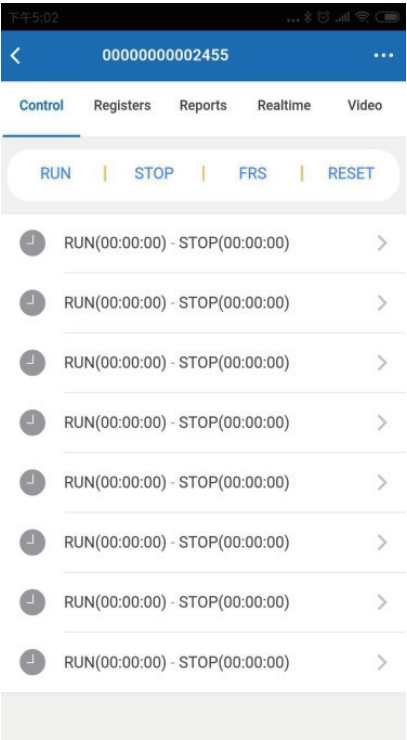 下午5:02
00000000002455
Control Registers Reports Realtime Video
RUN STOP FRS RESET
RUN(00:00:00) - STOP(00:00:00)
RUN(00:00:00) - STOP(00:00:00)
RUN(00:00:00) - STOP(00:00:00)
RUN(00:00:00) - STOP(00:00:00)
RUN(00:00:00) - STOP(00:00:00)
RUN(00:00:00) - STOP(00:00:00)
RUN(00:00:00) - STOP(00:00:00)
RUN(00:00:00) - STOP(00:00:00)